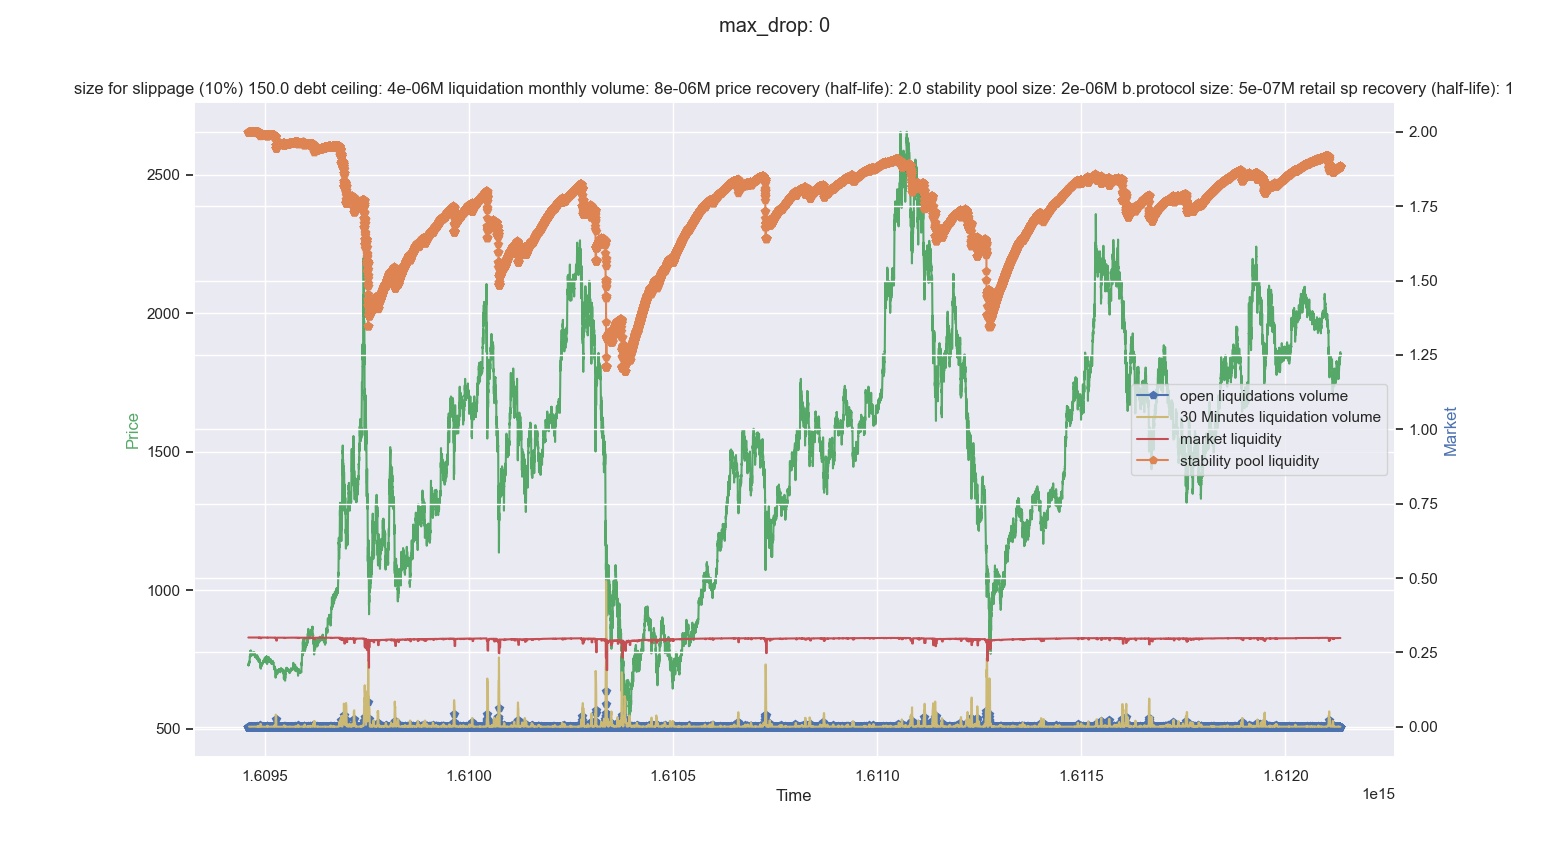 max_drop: 0
size for slippage (10%) 150.0 debt ceiling: 4e-06M liquidation monthly volume: 8e-06M price recovery (half-life): 2.0 stability pool size: 2e-06M b.protocol size: 5e-07M retail sp recovery (half-life): 1
2500
2000
1500
1000
500
Price
2.00
1.75
1.50
1.25
1.00
0.75
0.50
0.25
0.00
Market
open liquidations volume
30 Minutes liquidation volume
market liquidity
stability pool liquidity
1.6095 1.6100 1.6105 1.6110 1.6115 1.6120
Time
1e15